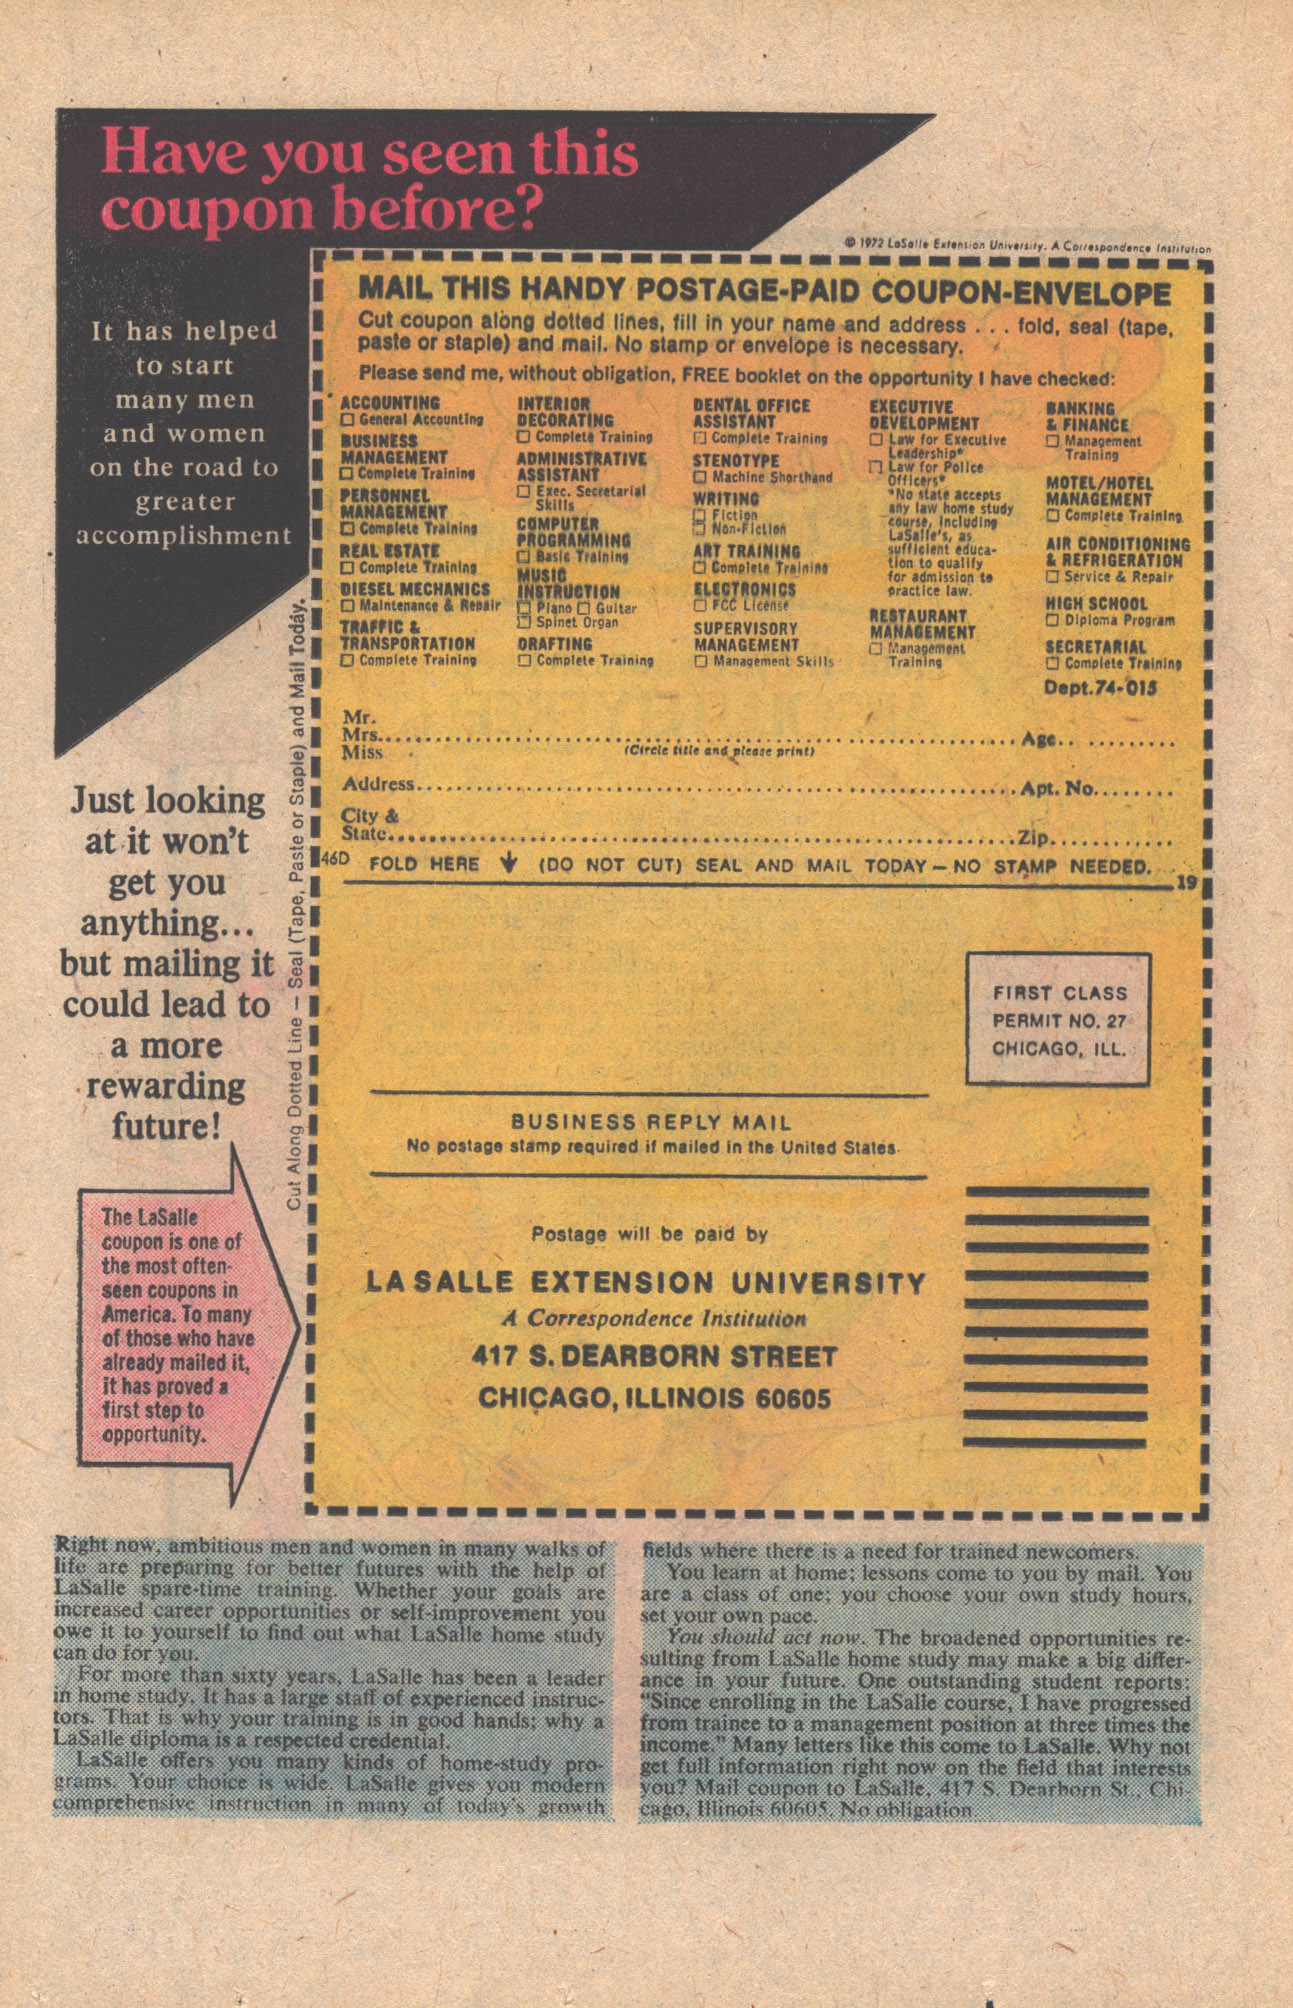 Have you seen this
coupon before?
It has helped
to start
many men
and women
on the road to
greater
accomplishment
Just looking
at it won't
get you
anything...
but mailing it
could lead to
a more
rewarding
future!
The LaSalle
coupon is one of
the most often-
seen coupons in
America. To many
of those who have
already mailed it,
it has proved a
first step to
opportunity.
Cut Along Dotted Line – Seal (Tape, Paste or Staple) and Mail Today.
© 1972 LaSalle Extension University. A Correspondence Institution
MAIL THIS HANDY POSTAGE-PAID COUPON-ENVELOPE
Cut coupon along dotted lines, fill in your name and address . . . fold, seal (tape,
paste or staple) and mail. No stamp or envelope is necessary.
Please send me, without obligation, FREE booklet on the opportunity I have checked:
ACCOUNTING
☐ General Accounting
BUSINESS
MANAGEMENT
☐ Complete Training
PERSONNEL
MANAGEMENT
☐ Complete Training
REAL ESTATE
☐ Complete Training
DIESEL MECHANICS
☐ Maintenance & Repair
TRAFFIC &
TRANSPORTATION
☐ Complete Training
INTERIOR
DECORATING
☐ Complete Training
ADMINISTRATIVE
ASSISTANT
☐ Exec. Secretarial
Skills
COMPUTER
PROGRAMMING
☐ Basic Training
MUSIC
INSTRUCTION
☐ Piano ☐ Guitar
☐ Spinet Organ
DRAFTING
☐ Complete Training
DENTAL OFFICE
ASSISTANT
☐ Complete Training
STENOTYPE
☐ Machine Shorthand
WRITING
☐ Fiction
☐ Non-Fiction
ART TRAINING
☐ Complete Training
ELECTRONICS
☐ FCC License
SUPERVISORY
MANAGEMENT
☐ Management Skills
EXECUTIVE
DEVELOPMENT
☐ Law for Executive
Leadership*
☐ Law for Police
Officers*
*No state accepts
any law home study
course, including
LaSalle's, as
sufficient educa-
tion to qualify
for admission to
practice law.
RESTAURANT
MANAGEMENT
☐ Management
Training
BANKING
& FINANCE
☐ Management
Training
MOTEL/HOTEL
MANAGEMENT
☐ Complete Training
AIR CONDITIONING
& REFRIGERATION
☐ Service & Repair
HIGH SCHOOL
☐ Diploma Program
SECRETARIAL
☐ Complete Training
Dept. 74-015
Mr.
Mrs. Age
Miss (Circle title and please print)
Address Apt. No.
City &
State Zip
46D FOLD HERE ↓ (DO NOT CUT) SEAL AND MAIL TODAY – NO STAMP NEEDED.
19
FIRST CLASS
PERMIT NO. 27
CHICAGO, ILL.
BUSINESS REPLY MAIL
No postage stamp required if mailed in the United States
Postage will be paid by
LA SALLE EXTENSION UNIVERSITY
A Correspondence Institution
417 S. DEARBORN STREET
CHICAGO, ILLINOIS 60605
Right now, ambitious men and women in many walks of
life are preparing for better futures with the help of
LaSalle spare-time training. Whether your goals are
increased career opportunities or self-improvement you
owe it to yourself to find out what LaSalle home study
can do for you.
For more than sixty years, LaSalle has been a leader
in home study. It has a large staff of experienced instruc-
tors. That is why your training is in good hands; why a
LaSalle diploma is a respected credential.
LaSalle offers you many kinds of home-study pro-
grams. Your choice is wide. LaSalle gives you modern
comprehensive instruction in many of today's growth
fields where there is a need for trained newcomers.
You learn at home; lessons come to you by mail. You
are a class of one; you choose your own study hours,
set your own pace.
You should act now. The broadened opportunities re-
sulting from LaSalle home study may make a big differ-
ance in your future. One outstanding student reports:
"Since enrolling in the LaSalle course, I have progressed
from trainee to a management position at three times the
income." Many letters like this come to LaSalle. Why not
get full information right now on the field that interests
you? Mail coupon to LaSalle, 417 S. Dearborn St., Chi-
cago, Illinois 60605. No obligation.